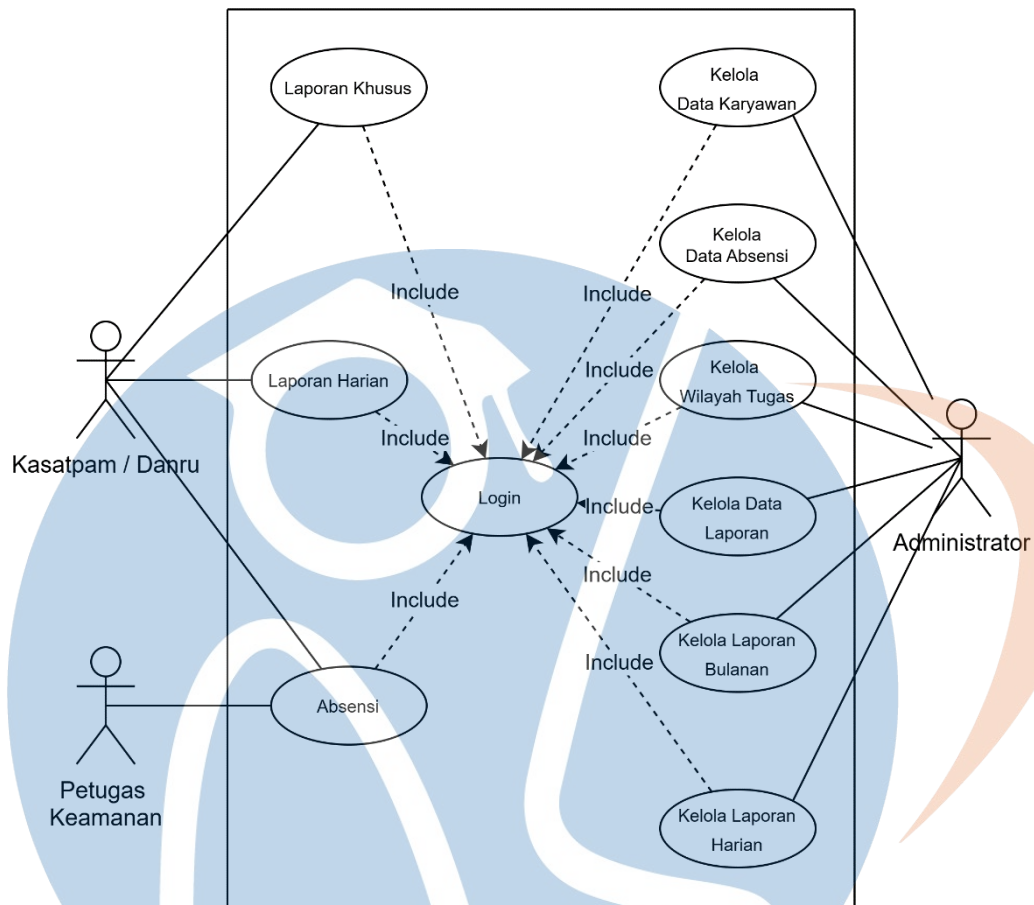 Laporan Khusus
Kelola
Data Karyawan
Kelola
Data Absensi
Include
Include
Kelola
Wilayah Tugas
Include
Laporan Harian
Include
Include
Kasatpam / Danru
Login
Include
Kelola Data
Laporan
Administrator
Include
Include
Kelola Laporan
Bulanan
Include
Absensi
Petugas
Keamanan
Kelola Laporan
Harian